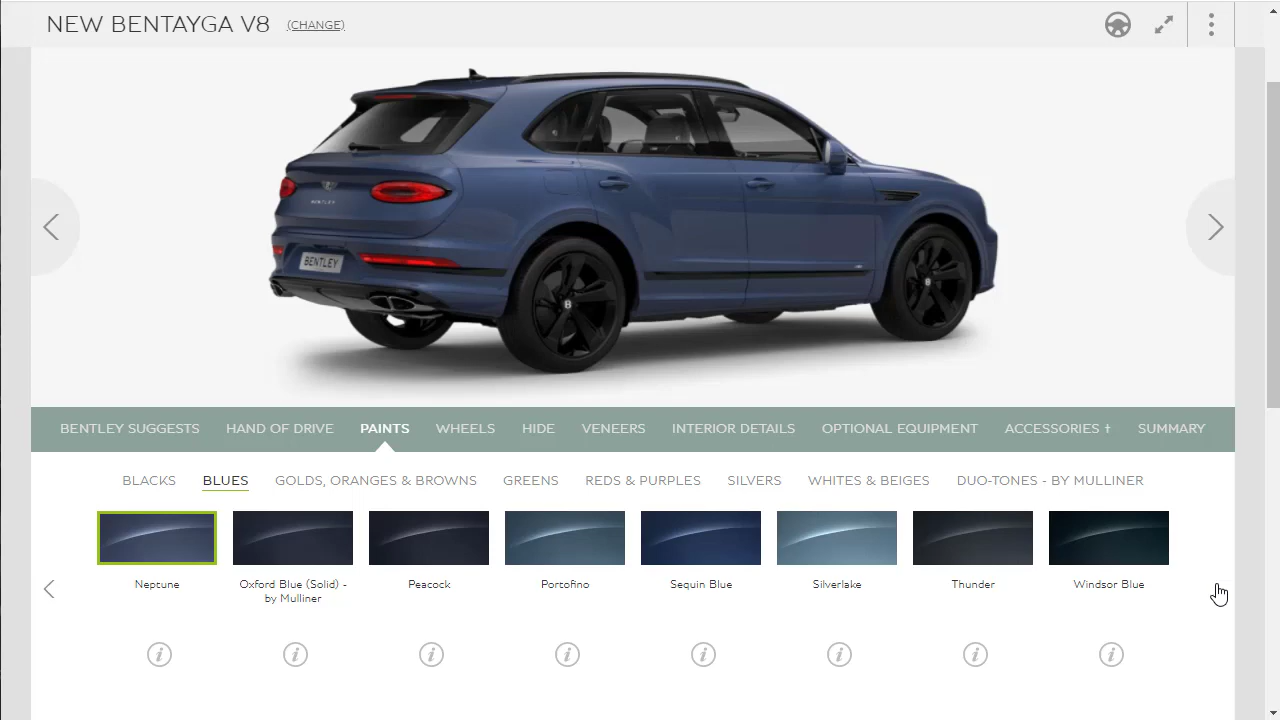 NEW BENTAYGA V8 (CHANGE)
BENTLEY
BENTLEY
BENTLEY SUGGESTS HAND OF DRIVE PAINTS WHEELS HIDE VENEERS INTERIOR DETAILS OPTIONAL EQUIPMENT ACCESSORIES † SUMMARY
BLACKS BLUES GOLDS, ORANGES & BROWNS GREENS REDS & PURPLES SILVERS WHITES & BEIGES DUO-TONES - BY MULLINER
Neptune Oxford Blue (Solid) - Peacock Portofino Sequin Blue Silverlake Thunder Windsor Blue
by Mulliner
i i i i i i i i